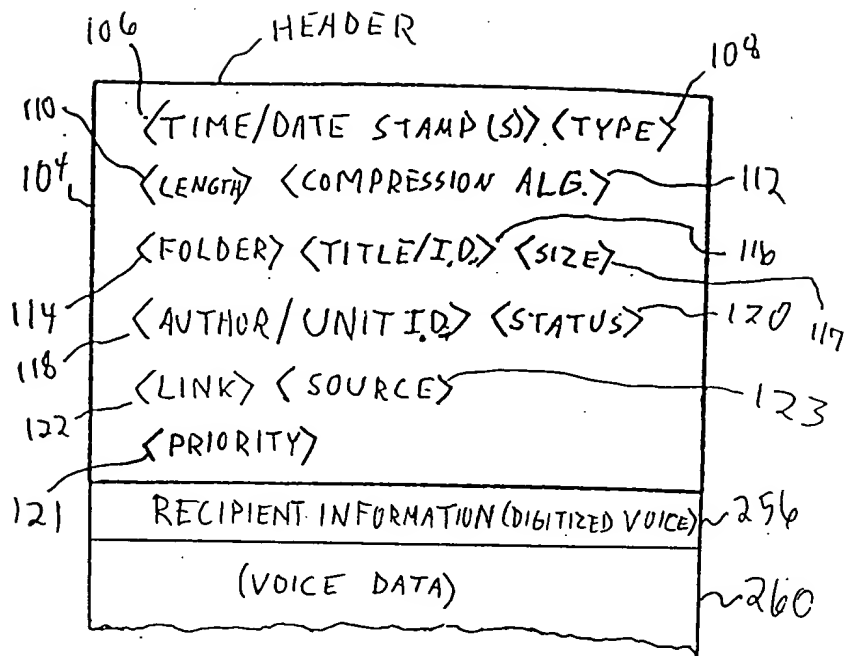 106 HEADER 108
<TIME/DATE STAMP(S)> <TYPE>
110
104 <LENGTH> <COMPRESSION ALG.> 112
<FOLDER> <TITLE/I.D.> <SIZE> 116
114 <AUTHOR/UNIT I.D.> <STATUS> 120 117
118
<LINK> <SOURCE> 123
122
<PRIORITY>
121
RECIPIENT INFORMATION (DIGITIZED VOICE) 256
(VOICE DATA) 260